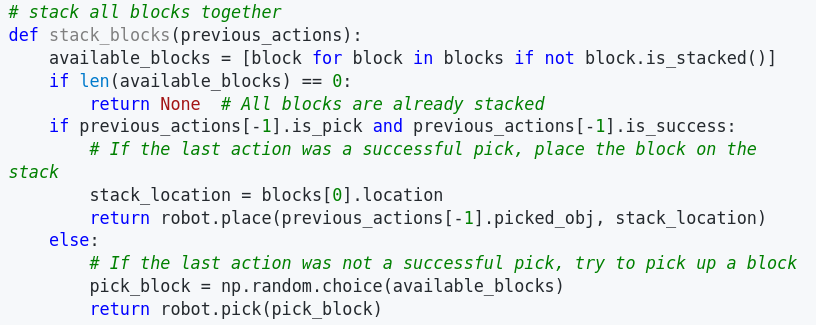 # stack all blocks together
def stack_blocks(previous_actions):
    available_blocks = [block for block in blocks if not block.is_stacked()]
    if len(available_blocks) == 0:
        return None  # All blocks are already stacked
    if previous_actions[-1].is_pick and previous_actions[-1].is_success:
        # If the last action was a successful pick, place the block on the
stack
        stack_location = blocks[0].location
        return robot.place(previous_actions[-1].picked_obj, stack_location)
    else:
        # If the last action was not a successful pick, try to pick up a block
        pick_block = np.random.choice(available_blocks)
        return robot.pick(pick_block)